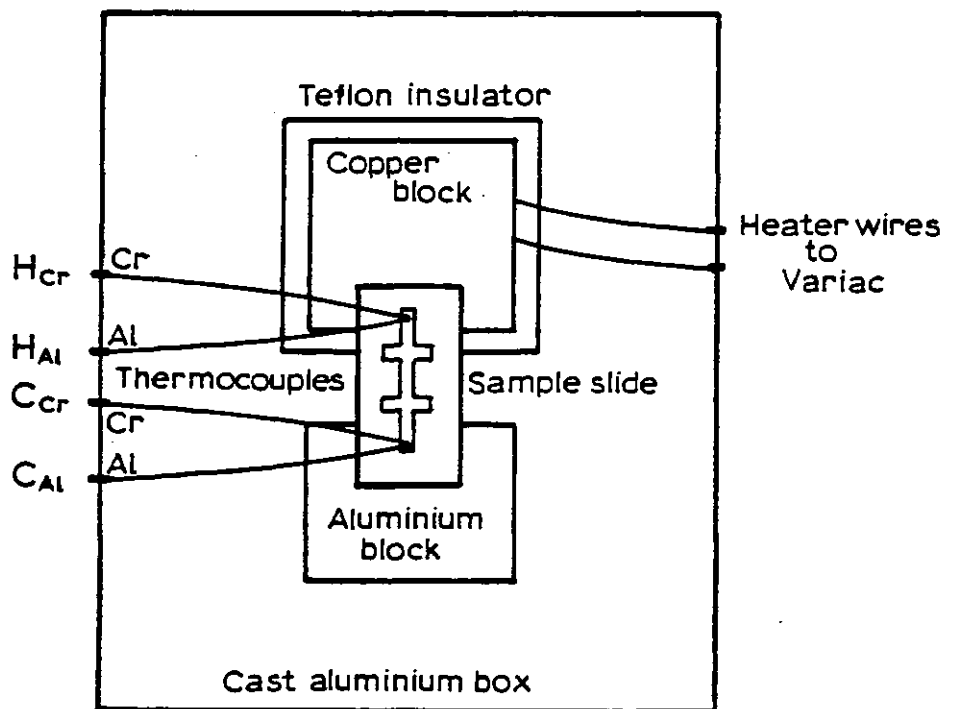 Teflon insulator
Copper
block
Heater wires
to
Variac
HCr
Cr
HAl
Al
Thermocouples
Sample slide
CCr
Cr
CAl
Al
Aluminium
block
Cast aluminium box